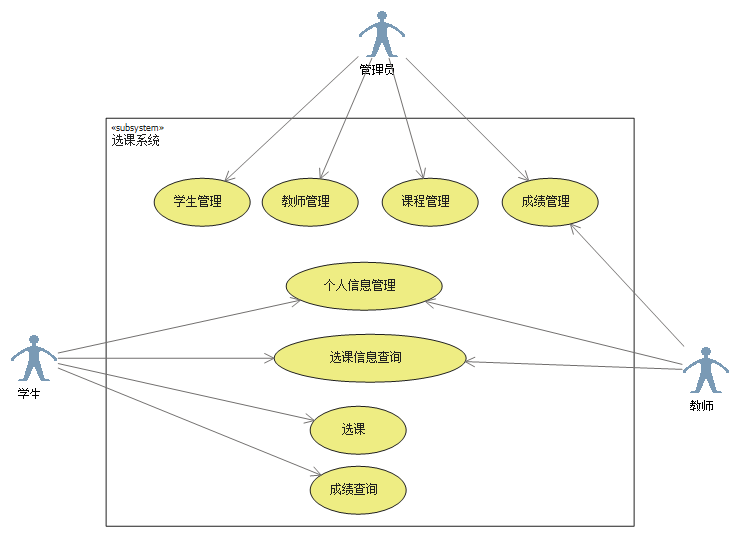 管理员
«subsystem»
选课系统
学生管理
教师管理
课程管理
成绩管理
个人信息管理
选课信息查询
学生
教师
选课
成绩查询